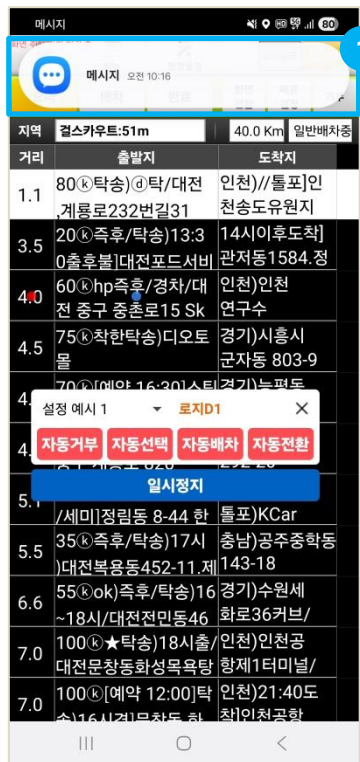 메시지 80
메시지 오전 10:16
지역 걸스카우트:51m 40.0 Km 일반배차중
거리 출발지 도착지
1.1 80ⓚ탁송)ⓓ탁/대전 인천)//톨포]인
,계룡로232번길31 천송도유원지
3.5 20ⓚ즉후/탁송)13:3 14시이후도착]
0출후불]대전포드서비 관저동1584.정
4.0 60ⓚhp즉후/경차/대 인천)인천
전 중구 중촌로15 Sk 연구수
4.5 75ⓚ착한탁송)디오토 경기)시흥시
몰 군자동 803-9
설정 예시 1 로지D1
자동거부 자동선택 자동배차 자동전환
일시정지
5.1
/세미]정림동 8-44 한 톨포)KCar
5.5 35ⓚ즉후/탁송)17시 충남)공주중학동
)대전복용동452-11.제 143-18
6.6 55ⓚok)즉후/탁송)16 경기)수원세
~18시/대전전민동46 화로36커브/
7.0 100ⓚ★탁송)18시출/ 인천)인천공
대전문창동화성목욕탕 항제1터미널/
7.0 100ⓚ[예약 12:00]탁 인천)21:40도
착]인천공항